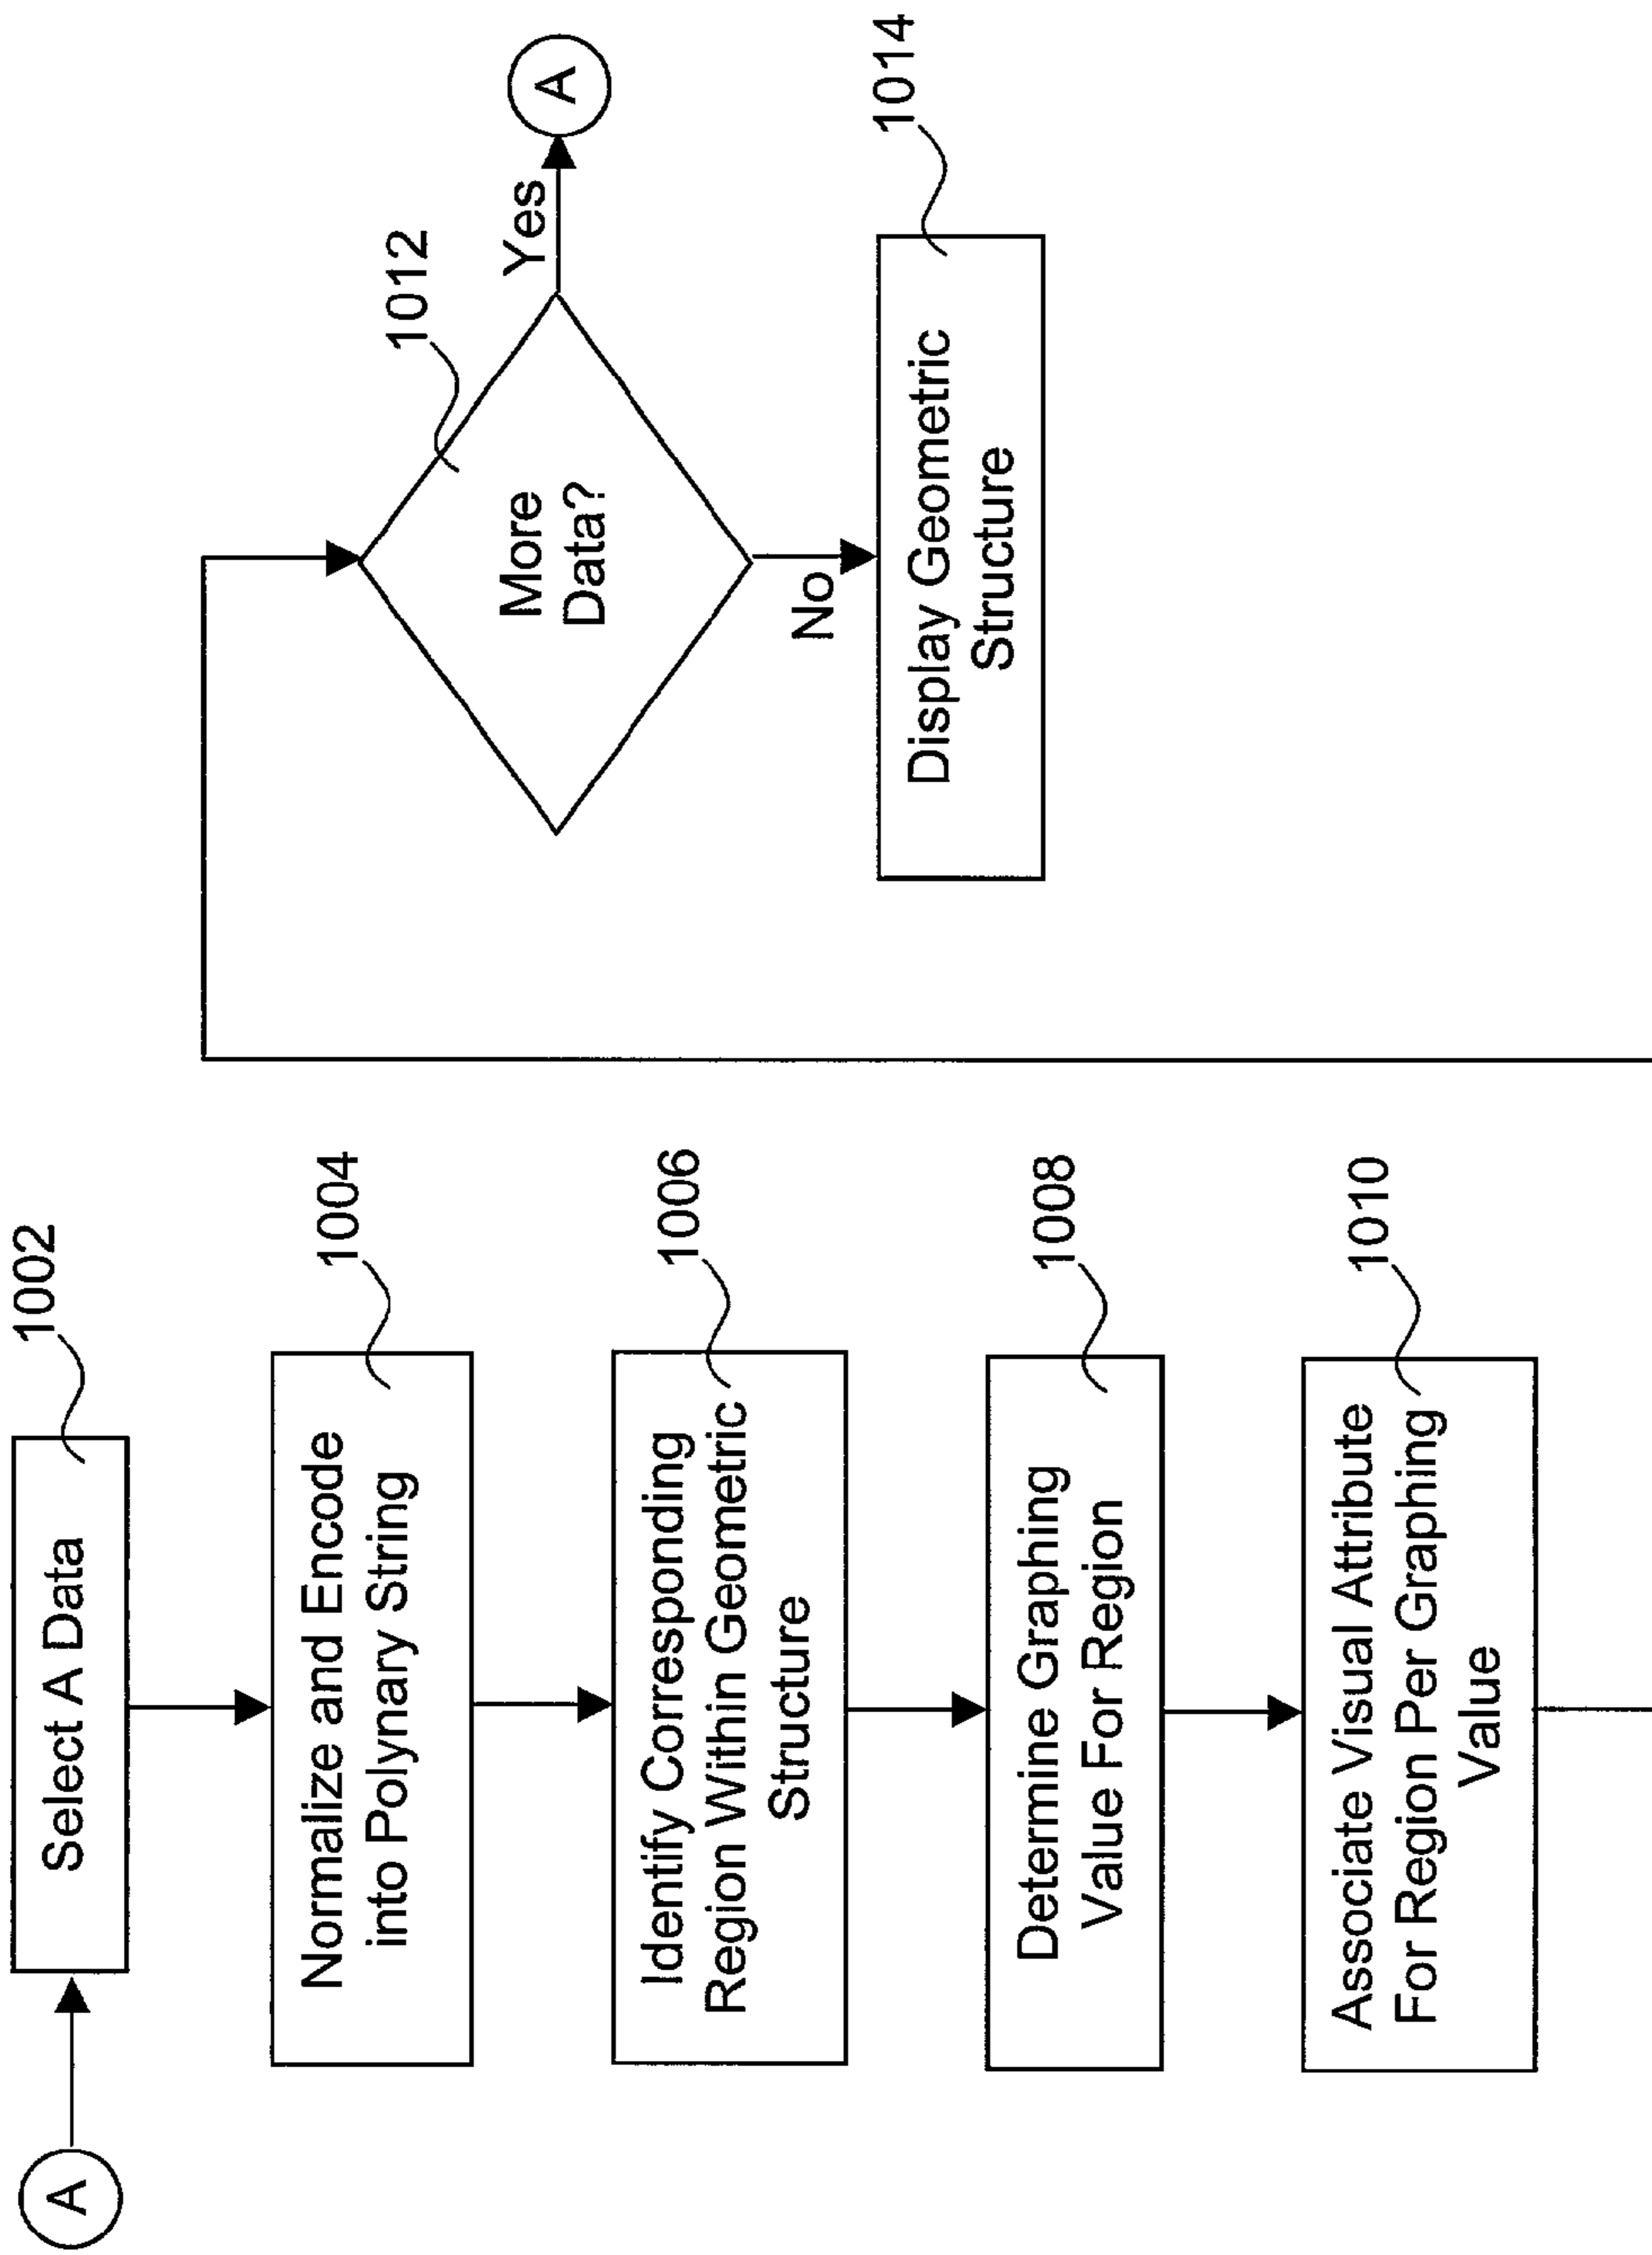 A
Select A Data
1002
Normalize and Encode
into Polynary String
1004
Identify Corresponding
Region Within Geometric
Structure
1006
Determine Graphing
Value For Region
1008
Associate Visual Attribute
For Region Per Graphing
Value
1010
More
Data?
1012
Yes
A
No
Display Geometric
Structure
1014